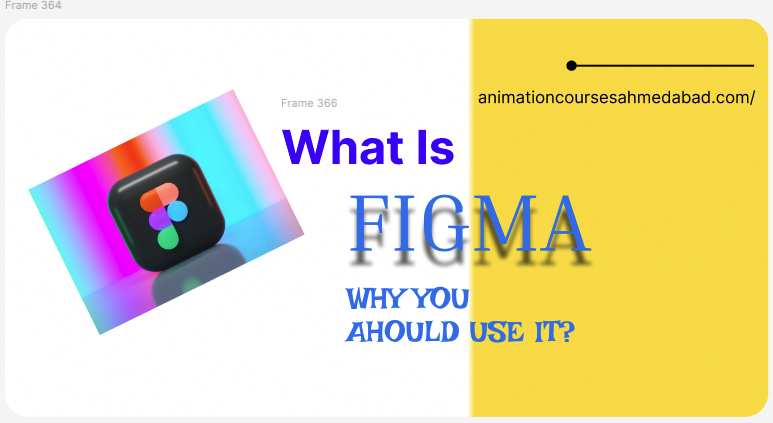 Frame 364
animationcoursesahmedabad.com/
Frame 366
What Is
FIGMA
WHY YOU
AHOULD USE IT?